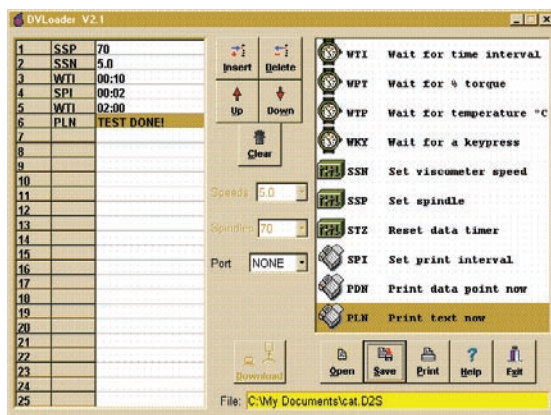 DVLoader V2.1
1 SSP 70
2 SSN 5.0
3 WTI 00:10
4 SPI 00:02
5 WTI 02:00
6 PLN TEST DONE!
7
8
9
10
11
12
13
14
15
16
17
18
19
20
21
22
23
24
25
Insert Delete
Up Down
Clear
Speeds 5.0
Spindles 70
Port NONE
Download
WTI Wait for time interval
WPT Wait for % torque
WTP Wait for temperature °C
WKY Wait for a keypress
SSN Set viscometer speed
SSP Set spindle
STZ Reset data timer
SPI Set print interval
PDN Print data point now
PLN Print text now
Open Save Print Help Exit
File: C:\My Documents\cat.D2S